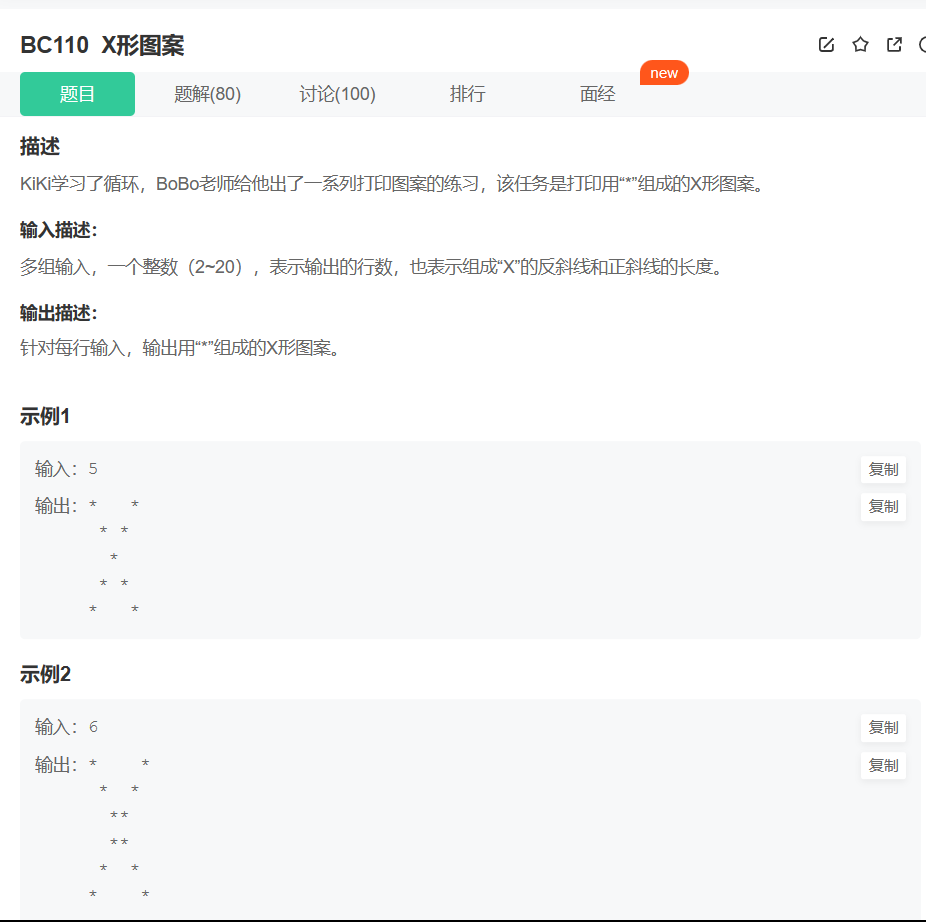 BC110 X形图案
题目 题解(80) 讨论(100) 排行 面经 new
描述
KiKi学习了循环，BoBo老师给他出了一系列打印图案的练习，该任务是打印用“*”组成的X形图案。
输入描述：
多组输入，一个整数（2~20），表示输出的行数，也表示组成“X”的反斜线和正斜线的长度。
输出描述：
针对每行输入，输出用“*”组成的X形图案。
示例1
输入：5 复制
输出：*   * 复制
 * *
  *
 * *
*   *
示例2
输入：6 复制
输出：*    * 复制
 *  *
  **
  **
 *  *
*    *